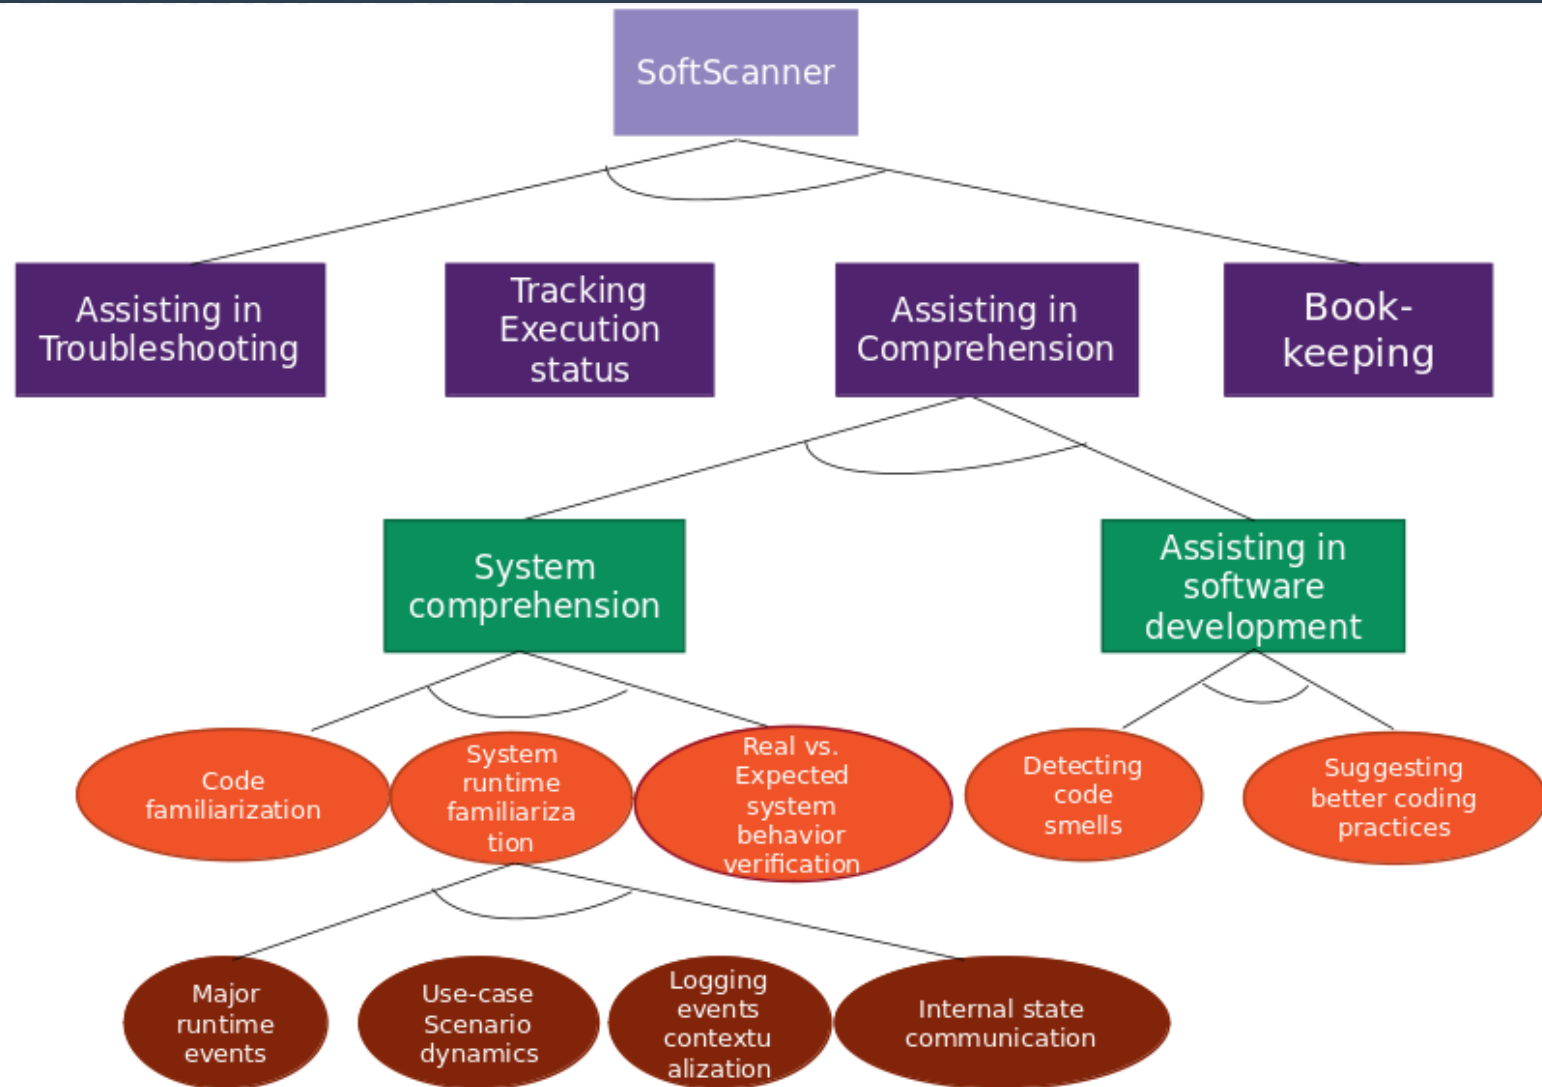 SoftScanner
Assisting in
Troubleshooting
Tracking
Execution
status
Assisting in
Comprehension
Book-
keeping
System
comprehension
Assisting in
software
development
Code
familiarization
System
runtime
familiariza
tion
Real vs.
Expected
system
behavior
verification
Detecting
code
smells
Suggesting
better coding
practices
Major
runtime
events
Use-case
Scenario
dynamics
Logging
events
contextu
alization
Internal state
communication